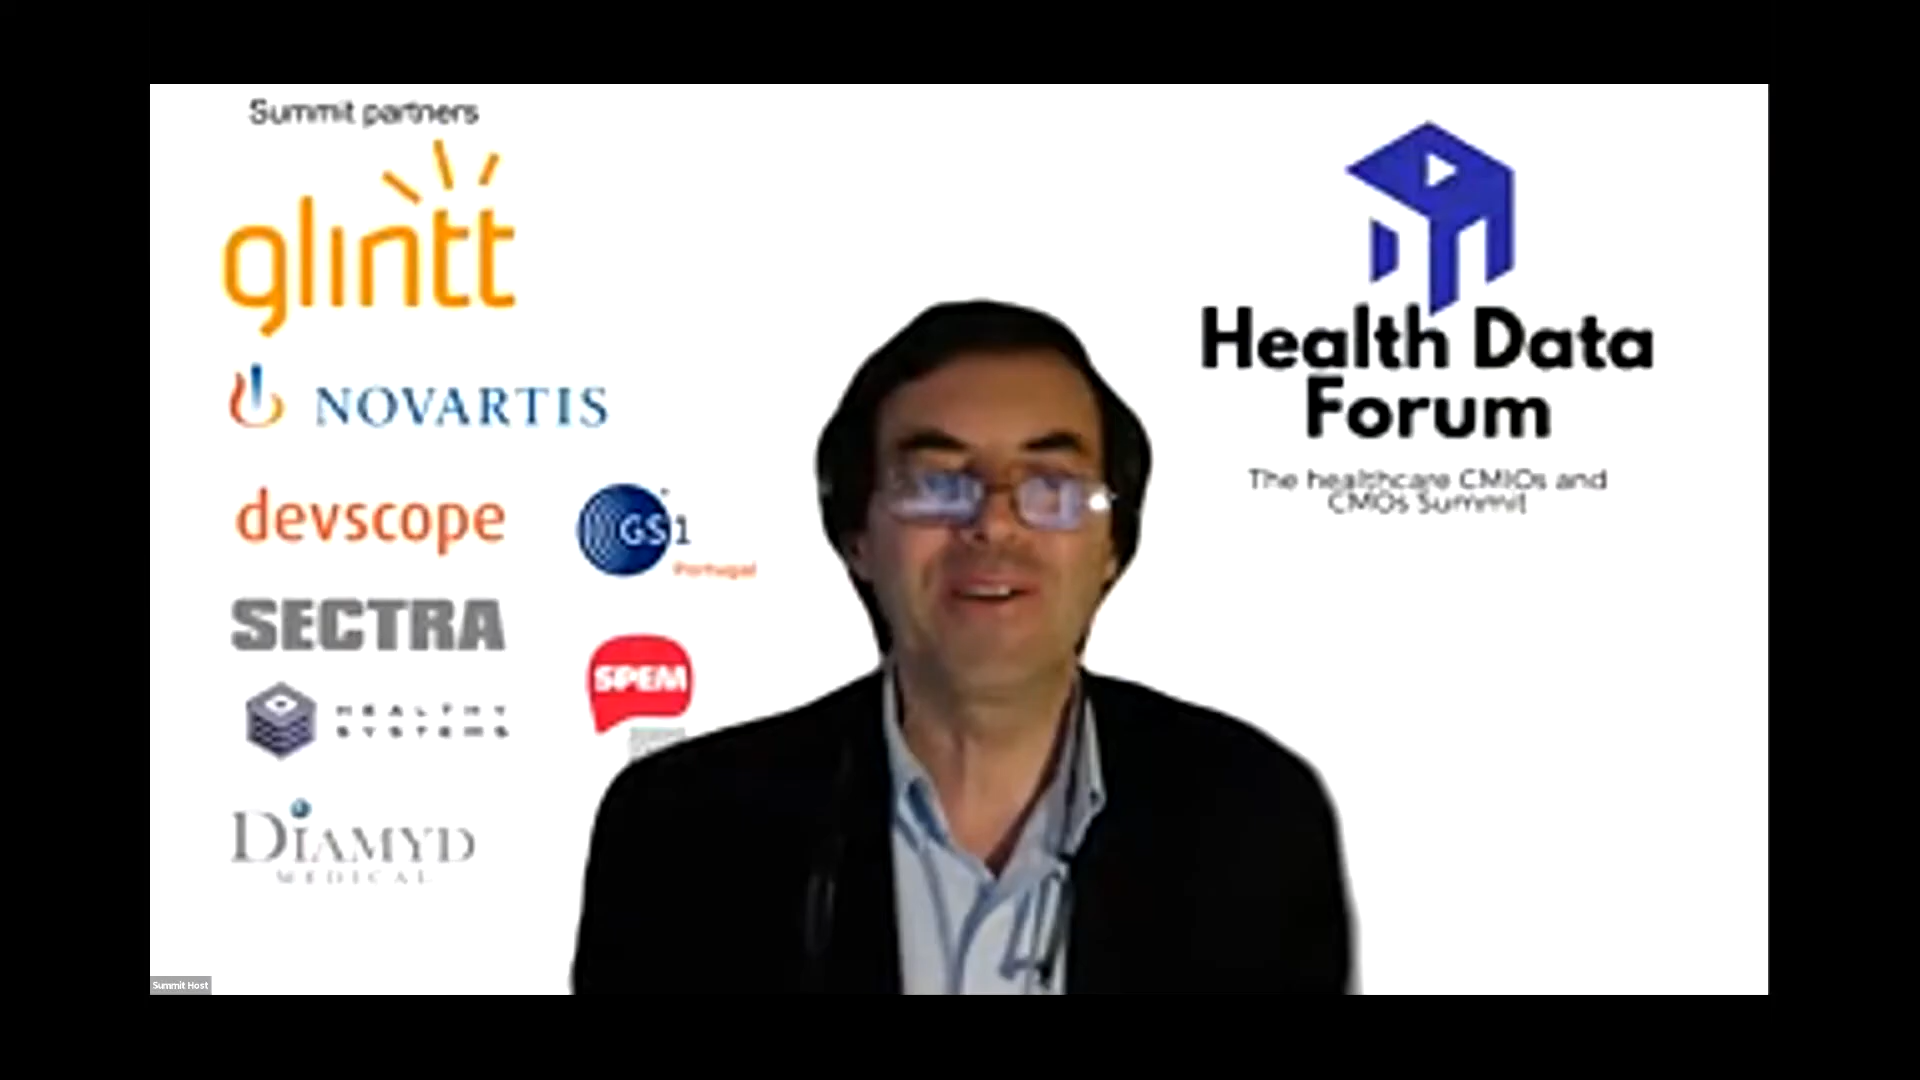 Summit partners
glintt
NOVARTIS
devscope
GS1
Portugal
SECTRA
SPEM
HEALTHY
SYSTEMS
DIAMYD
MEDICAL
Health Data
Forum
The healthcare CMIOs and
CMOs Summit
Summit Host